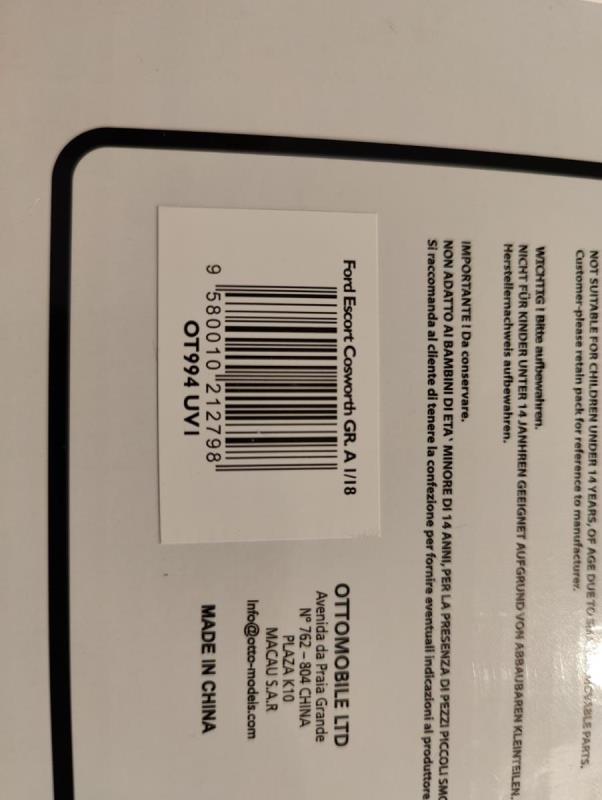 NOT SUITABLE FOR CHILDREN UNDER 14 YEARS, OF AGE DUE TO PARTS.
Customer-please retain pack for reference to manufacturer.
WICHTIG ! Bitte aufbewahren.
NICHT FÜR KINDER UNTER 14 JANHREN GEEIGNET AUFGRUND VON ABBAUBAREN KLEINTEILEN.
Herstellernachweis aufbewahren.
IMPORTANTE ! Da conservare.
NON ADATTO AI BAMBINI DI ETA' MINORE DI 14 ANNI, PER LA PRESENZA DI PEZZI PICCOLI SMO
Si raccomanda al cliente di tenere la confezione per fornire eventuali indicazioni al produttore
Ford Escort Cosworth GR. A 1/18
9 580010 212798
OT994 UV1
OTTOMOBILE LTD
Avenida da Praia Grande
N° 762 – 804 CHINA
PLAZA K10
MACAU S.A.R
Info@otto-models.com
MADE IN CHINA